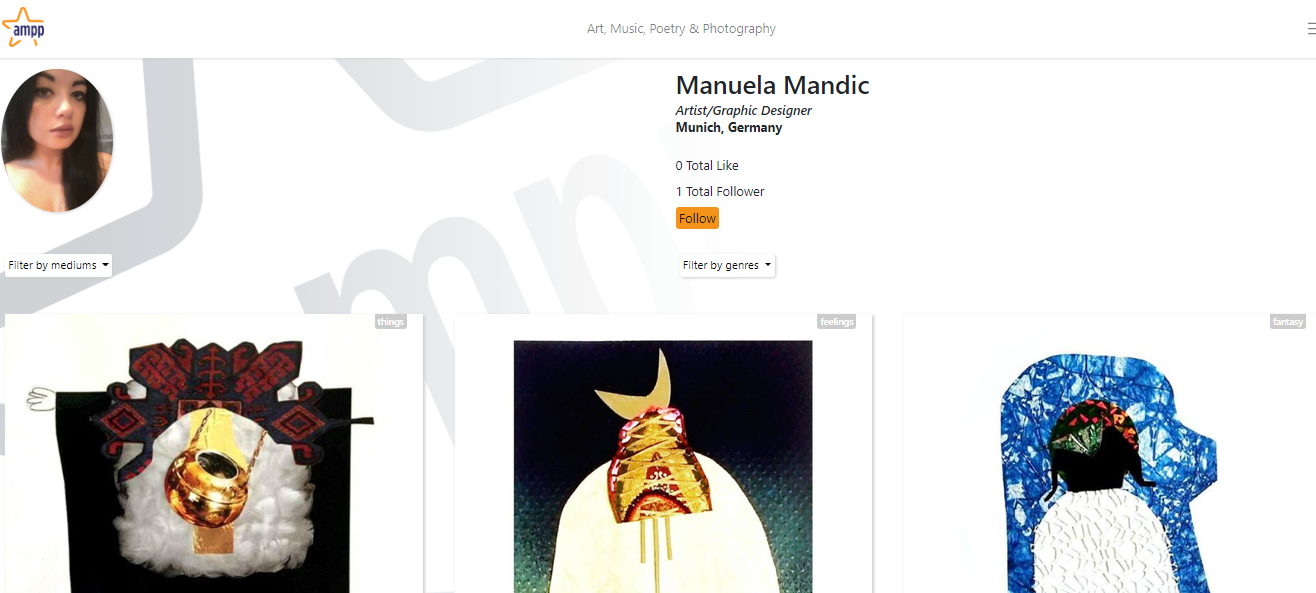 ampp
Art, Music, Poetry & Photography
Manuela Mandic
Artist/Graphic Designer
Munich, Germany
0 Total Like
1 Total Follower
Follow
Filter by mediums
Filter by genres
things
feelings
fantasy